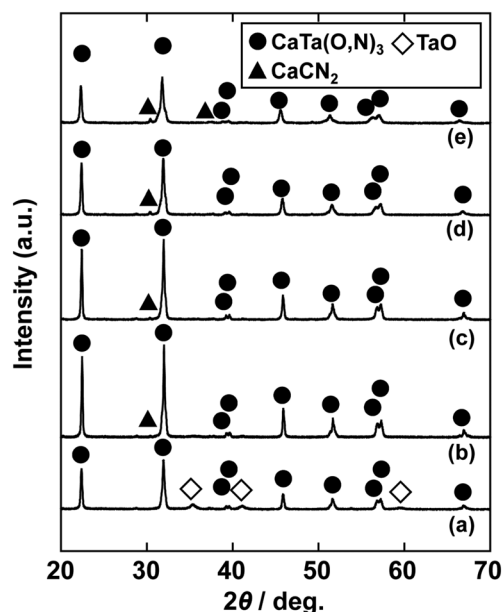 ● CaTa(O,N)₃ ◇ TaO
▲ CaCN₂
(e)
(d)
(c)
(b)
(a)
Intensity (a.u.)
20 30 40 50 60 70
2θ / deg.